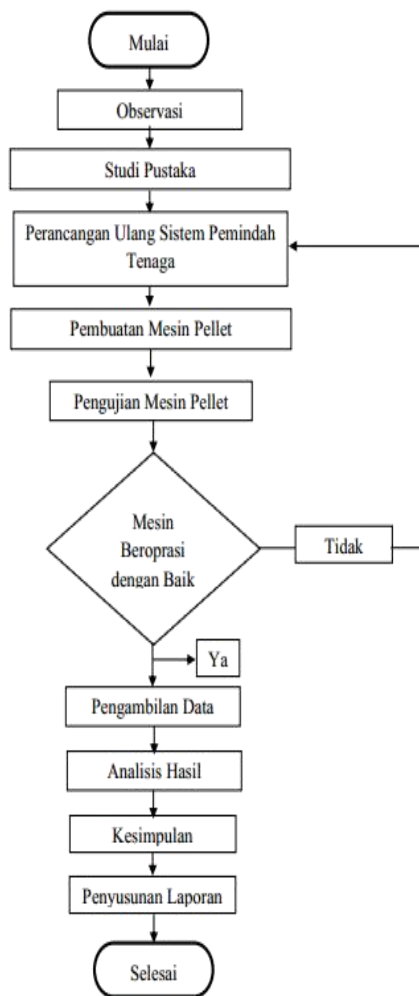 Mulai
Observasi
Studi Pustaka
Perancangan Ulang Sistem Pemindah
Tenaga
Pembuatan Mesin Pellet
Pengujian Mesin Pellet
Mesin
Beroprasi
dengan Baik
Tidak
Ya
Pengambilan Data
Analisis Hasil
Kesimpulan
Penyusunan Laporan
Selesai